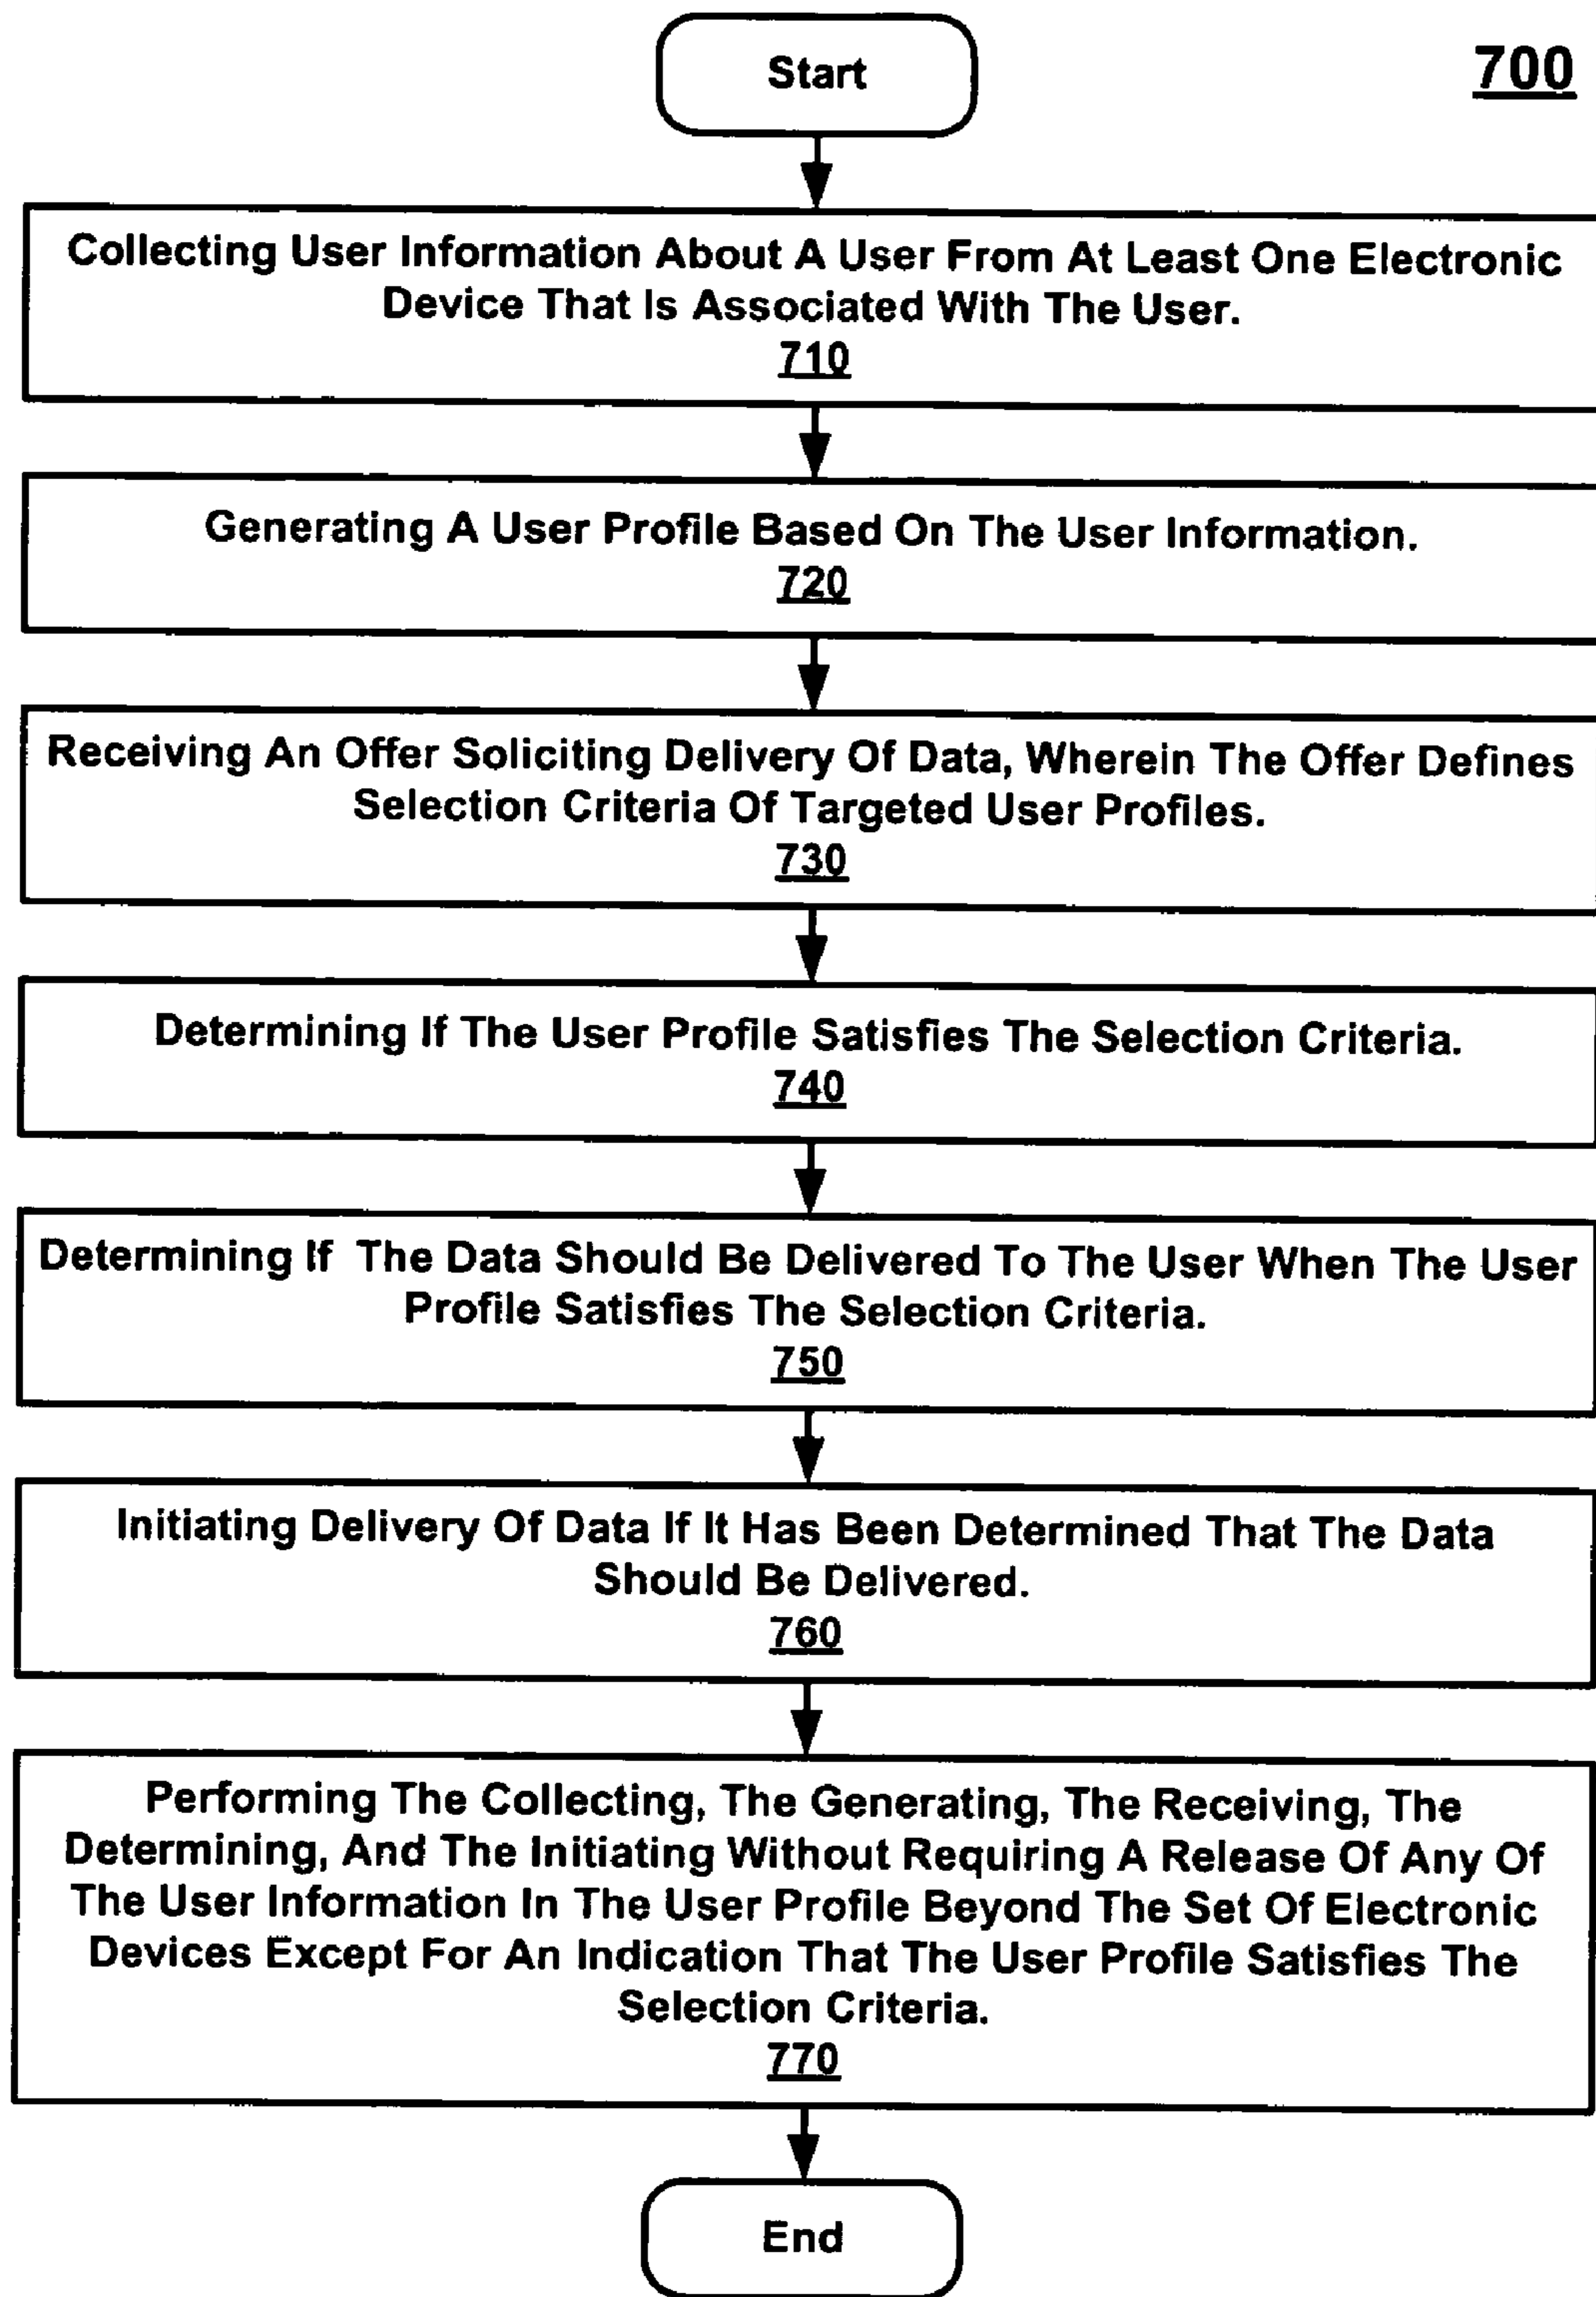 Start
700
Collecting User Information About A User From At Least One Electronic
Device That Is Associated With The User.
710
Generating A User Profile Based On The User Information.
720
Receiving An Offer Soliciting Delivery Of Data, Wherein The Offer Defines
Selection Criteria Of Targeted User Profiles.
730
Determining If The User Profile Satisfies The Selection Criteria.
740
Determining If The Data Should Be Delivered To The User When The User
Profile Satisfies The Selection Criteria.
750
Initiating Delivery Of Data If It Has Been Determined That The Data
Should Be Delivered.
760
Performing The Collecting, The Generating, The Receiving, The
Determining, And The Initiating Without Requiring A Release Of Any Of
The User Information In The User Profile Beyond The Set Of Electronic
Devices Except For An Indication That The User Profile Satisfies The
Selection Criteria.
770
End